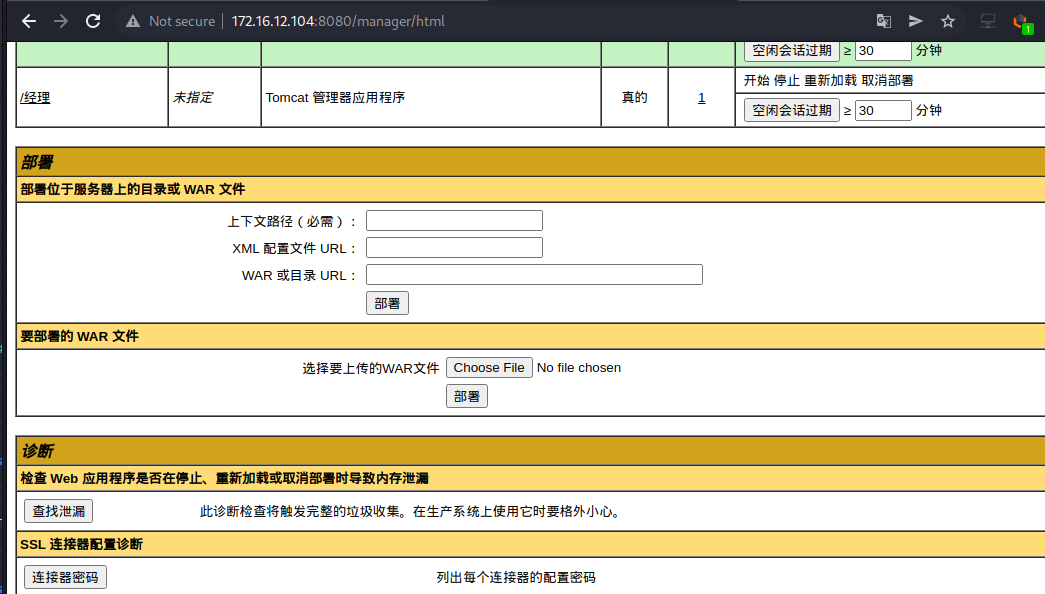 Not secure 172.16.12.104:8080/manager/html
1
空闲会话过期 ≥ 30 分钟
/经理 未指定 Tomcat 管理器应用程序 真的 1 开始 停止 重新加载 取消部署
空闲会话过期 ≥ 30 分钟
部署
部署位于服务器上的目录或 WAR 文件
上下文路径（必需）：
XML 配置文件 URL：
WAR 或目录 URL：
部署
要部署的 WAR 文件
选择要上传的WAR文件 Choose File No file chosen
部署
诊断
检查 Web 应用程序是否在停止、重新加载或取消部署时导致内存泄漏
查找泄漏 此诊断检查将触发完整的垃圾收集。在生产系统上使用它时要格外小心。
SSL 连接器配置诊断
连接器密码 列出每个连接器的配置密码